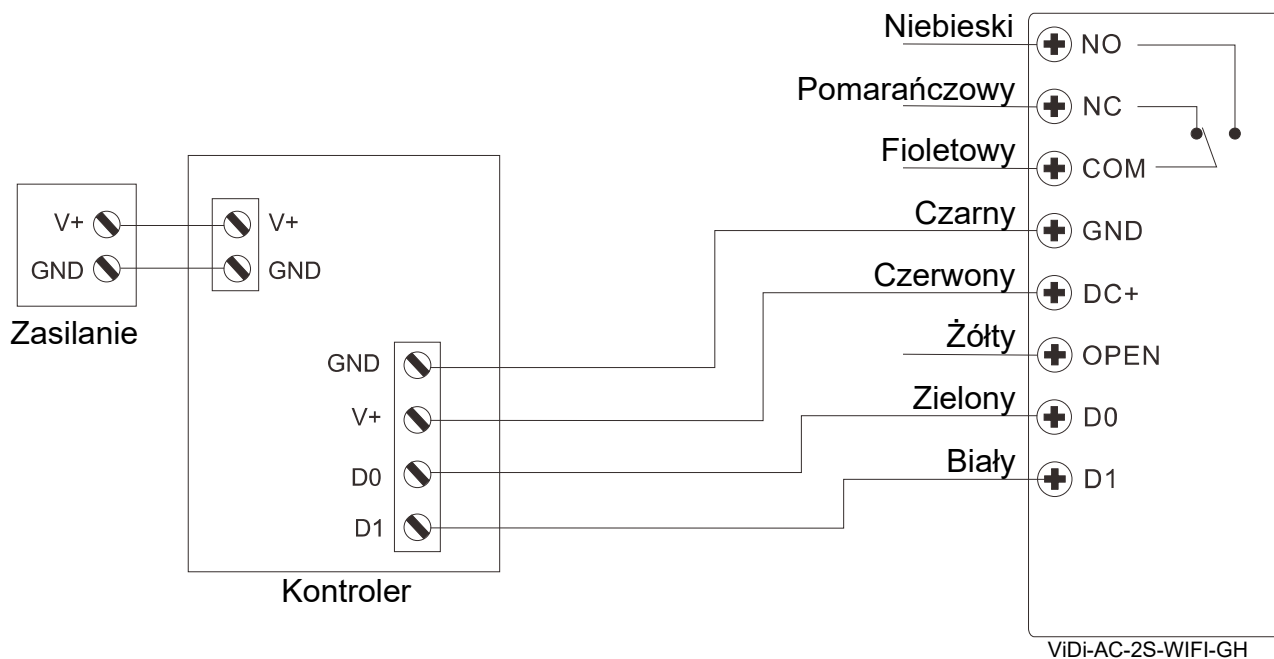 Niebieski
NO
Pomarańczowy
NC
Fioletowy
COM
Czarny
GND
Czerwony
DC+
Żółty
OPEN
Zielony
D0
Biały
D1
V+
V+
GND
GND
Zasilanie
GND
V+
D0
D1
Kontroler
ViDi-AC-2S-WIFI-GH